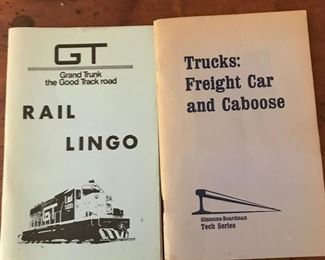 GT
Grand Trunk
the Good Track road
RAIL
LINGO
Trucks:
Freight Car
and Caboose
Simmons Boardman
Tech Series